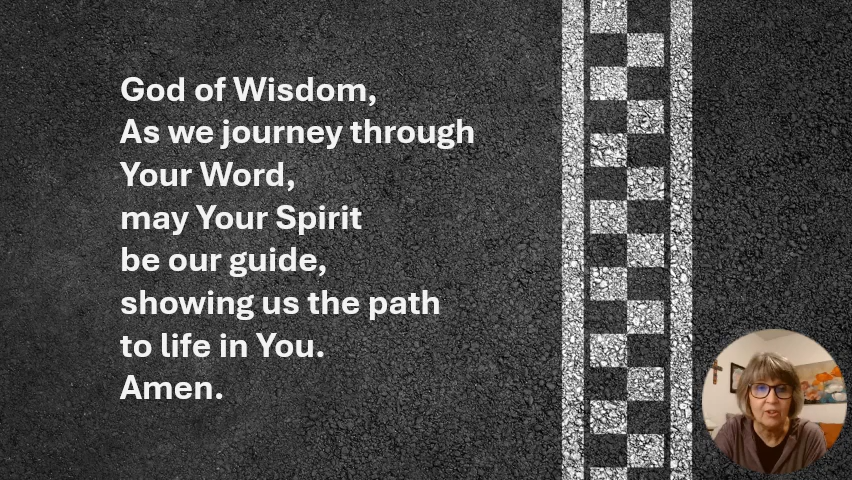 God of Wisdom,
As we journey through
Your Word,
may Your Spirit
be our guide,
showing us the path
to life in You.
Amen.